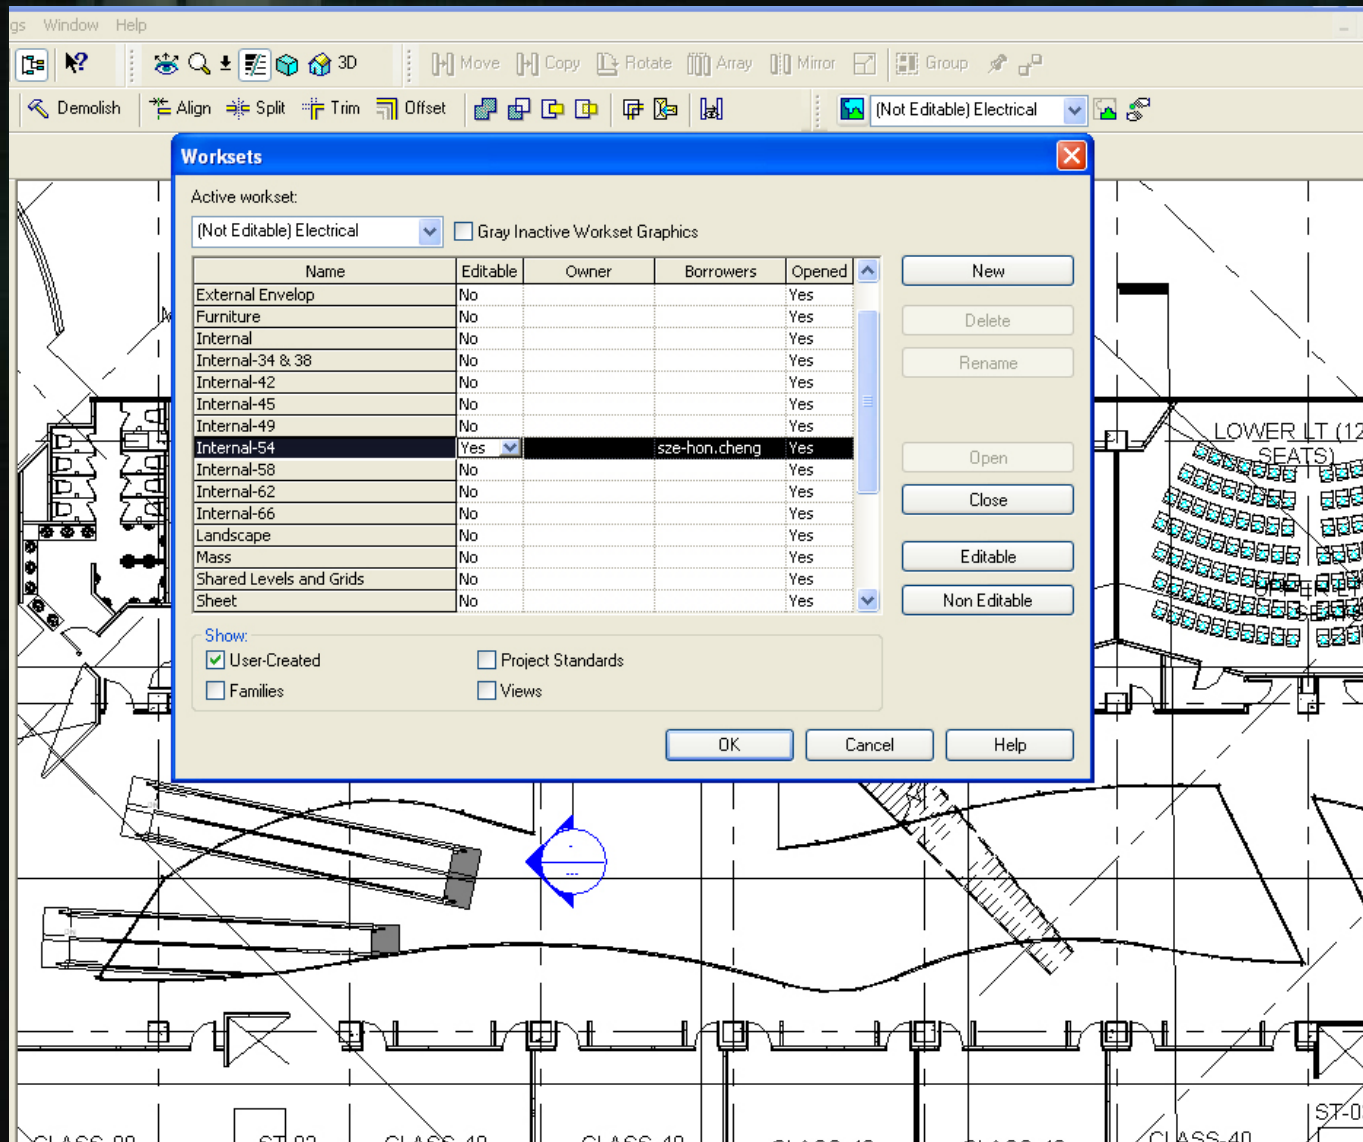 gs Window Help
3D Move Copy Rotate Array Mirror Group
Demolish Align Split Trim Offset (Not Editable) Electrical
Worksets
Active workset:
(Not Editable) Electrical Gray Inactive Workset Graphics
Name Editable Owner Borrowers Opened
External Envelop No Yes
Furniture No Yes
Internal No Yes
Internal-34 & 38 No Yes
Internal-42 No Yes
Internal-45 No Yes
Internal-49 No Yes
Internal-54 Yes sze-hon.cheng Yes
Internal-58 No Yes
Internal-62 No Yes
Internal-66 No Yes
Landscape No Yes
Mass No Yes
Shared Levels and Grids No Yes
Sheet No Yes
New
Delete
Rename
Open
Close
Editable
Non Editable
Show:
User-Created Project Standards
Families Views
OK Cancel Help
LOWER LT (12
SEATS)
ST-0
CLASS-40